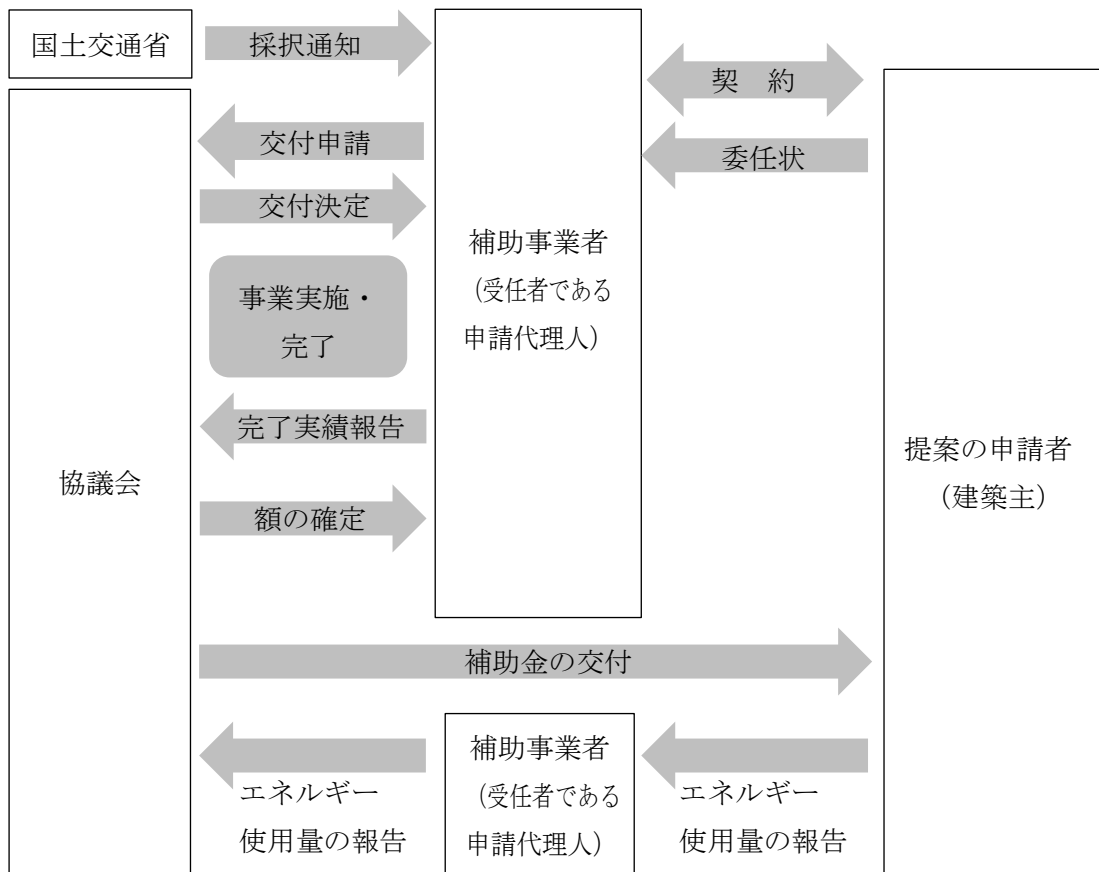 国土交通省
採択通知
契　約
交付申請
委任状
交付決定
補助事業者
（受任者である
申請代理人）
事業実施・
完了
完了実績報告
協議会
提案の申請者
（建築主）
額の確定
補助金の交付
補助事業者
（受任者である
申請代理人）
エネルギー
使用量の報告
エネルギー
使用量の報告